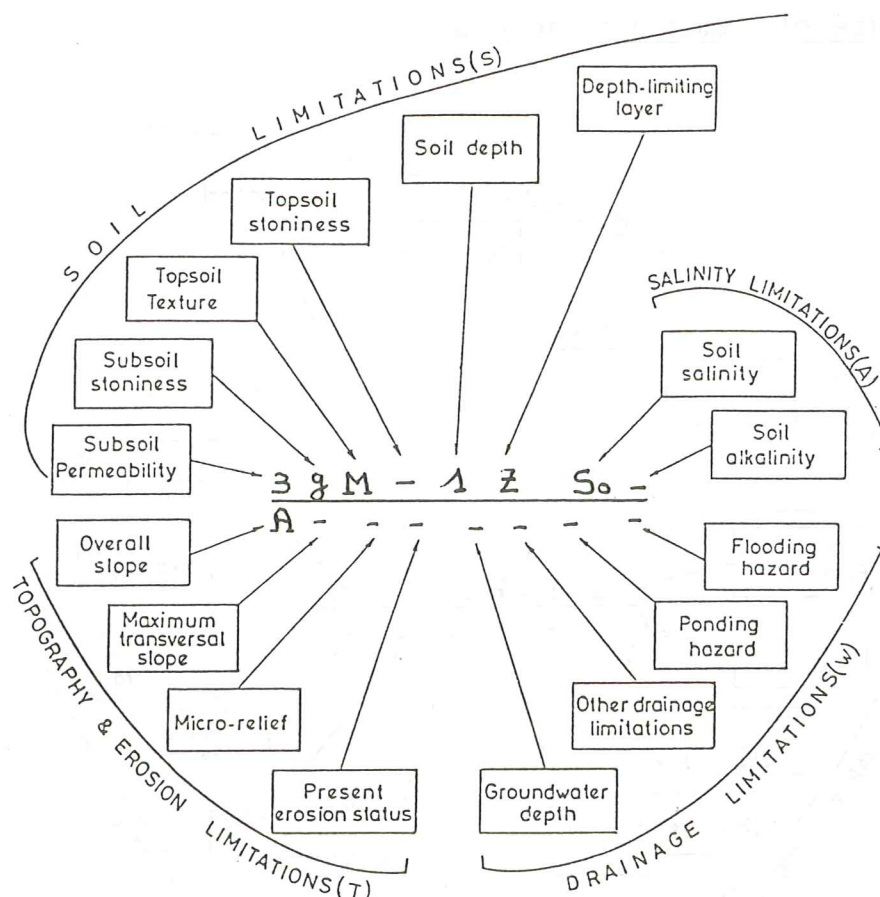 SOIL LIMITATIONS(S)
Depth-limiting
layer
Soil depth
Topsoil
stoniness
Topsoil
Texture
Subsoil
stoniness
Subsoil
Permeability
SALINITY LIMITATIONS(A)
Soil
salinity
Soil
alkalinity
3 g M - 1 Z So -
A - - - - - - -
Overall
slope
Maximum
transversal
slope
Micro-relief
Present
erosion status
Groundwater
depth
Other drainage
limitations
Ponding
hazard
Flooding
hazard
TOPOGRAPHY & EROSION LIMITATIONS(T)
DRAINAGE LIMITATIONS(W)